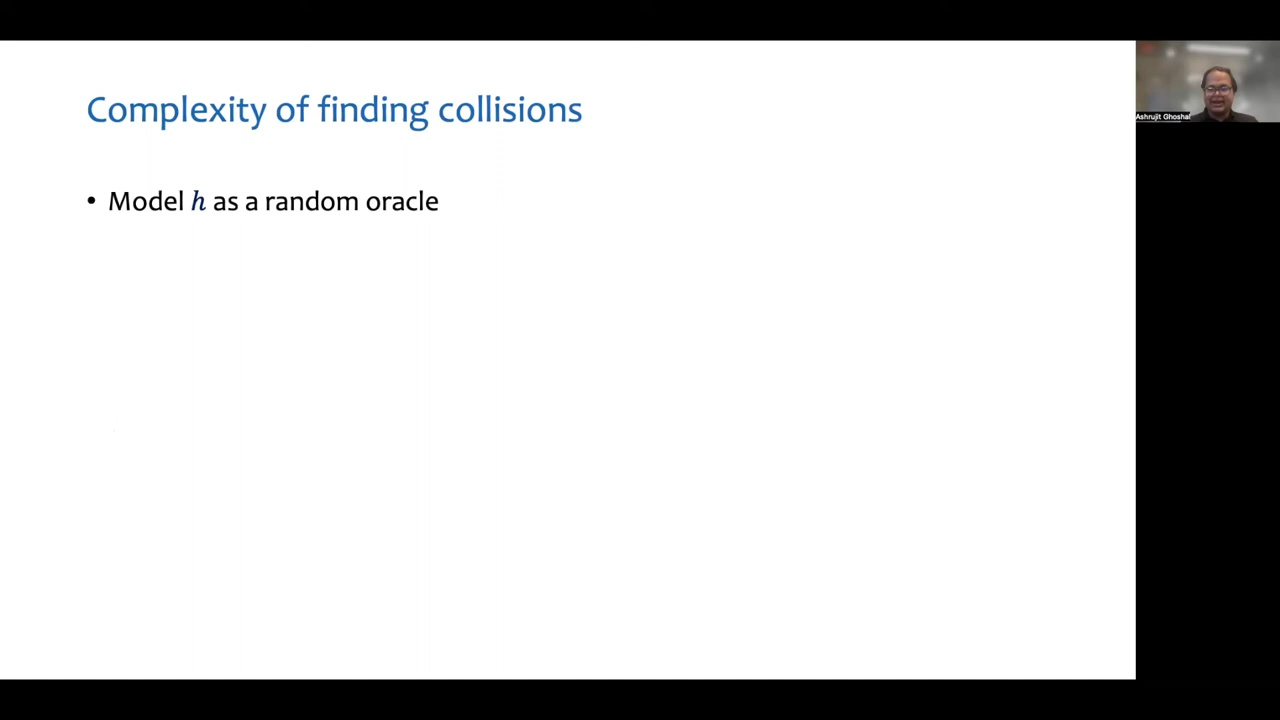 Complexity of finding collisions
• Model h as a random oracle
Ashrujit Ghoshal